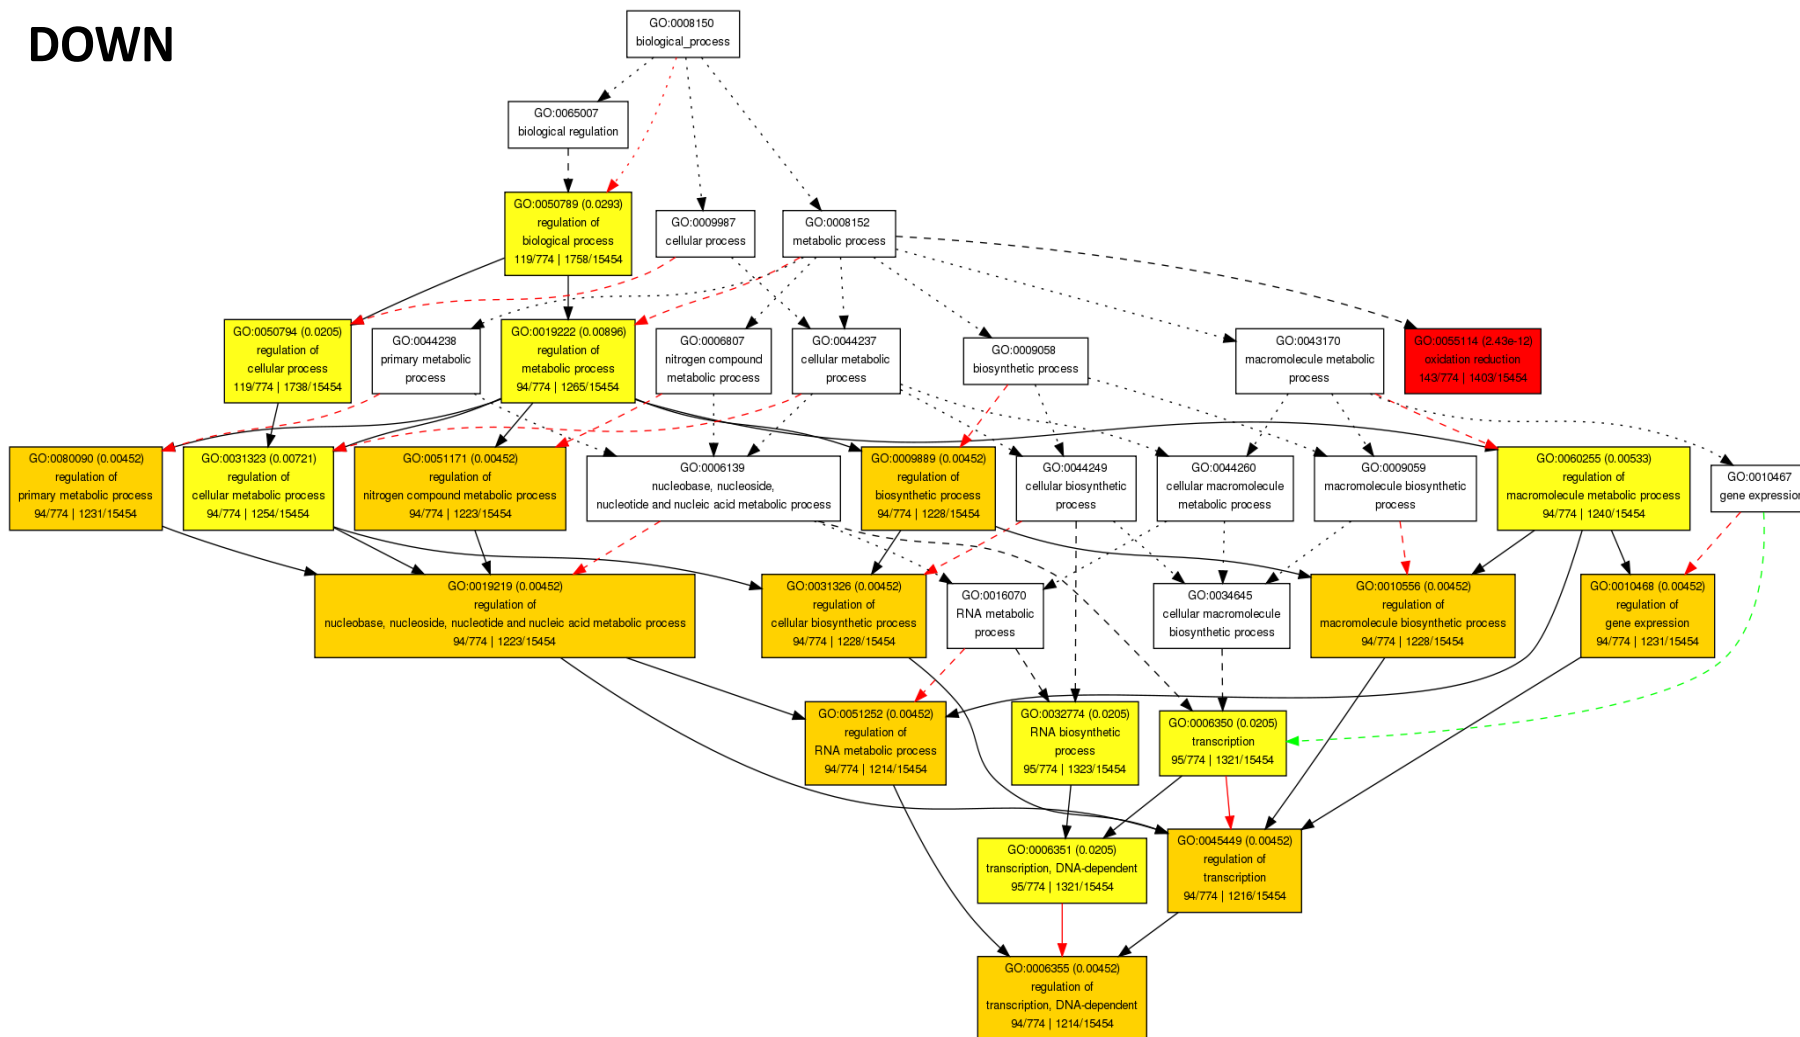 DOWN
GO:0008150
biological_process
GO:0065007
biological regulation
GO:0050789 (0.0293)
regulation of
biological process
119/774 | 1758/15454
GO:0009987
cellular process
GO:0008152
metabolic process
GO:0050794 (0.0205)
regulation of
cellular process
119/774 | 1738/15454
GO:0044238
primary metabolic
process
GO:0019222 (0.00896)
regulation of
metabolic process
94/774 | 1265/15454
GO:0006807
nitrogen compound
metabolic process
GO:0044237
cellular metabolic
process
GO:0009058
biosynthetic process
GO:0043170
macromolecule metabolic
process
GO:0055114 (2.43e-12)
oxidation reduction
143/774 | 1403/15454
GO:0080090 (0.00452)
regulation of
primary metabolic process
94/774 | 1231/15454
GO:0031323 (0.00721)
regulation of
cellular metabolic process
94/774 | 1254/15454
GO:0051171 (0.00452)
regulation of
nitrogen compound metabolic process
94/774 | 1223/15454
GO:0006139
nucleobase, nucleoside,
nucleotide and nucleic acid metabolic process
GO:0009889 (0.00452)
regulation of
biosynthetic process
94/774 | 1228/15454
GO:0044249
cellular biosynthetic
process
GO:0044260
cellular macromolecule
metabolic process
GO:0009059
macromolecule biosynthetic
process
GO:0060255 (0.00533)
regulation of
macromolecule metabolic process
94/774 | 1240/15454
GO:0010467
gene expression
GO:0019219 (0.00452)
regulation of
nucleobase, nucleoside, nucleotide and nucleic acid metabolic process
94/774 | 1223/15454
GO:0031326 (0.00452)
regulation of
cellular biosynthetic process
94/774 | 1228/15454
GO:0016070
RNA metabolic
process
GO:0034645
cellular macromolecule
biosynthetic process
GO:0010556 (0.00452)
regulation of
macromolecule biosynthetic process
94/774 | 1228/15454
GO:0010468 (0.00452)
regulation of
gene expression
94/774 | 1231/15454
GO:0051252 (0.00452)
regulation of
RNA metabolic process
94/774 | 1214/15454
GO:0032774 (0.0205)
RNA biosynthetic
process
95/774 | 1323/15454
GO:0006350 (0.0205)
transcription
95/774 | 1321/15454
GO:0006351 (0.0205)
transcription, DNA-dependent
95/774 | 1321/15454
GO:0045449 (0.00452)
regulation of
transcription
94/774 | 1216/15454
GO:0006355 (0.00452)
regulation of
transcription, DNA-dependent
94/774 | 1214/15454